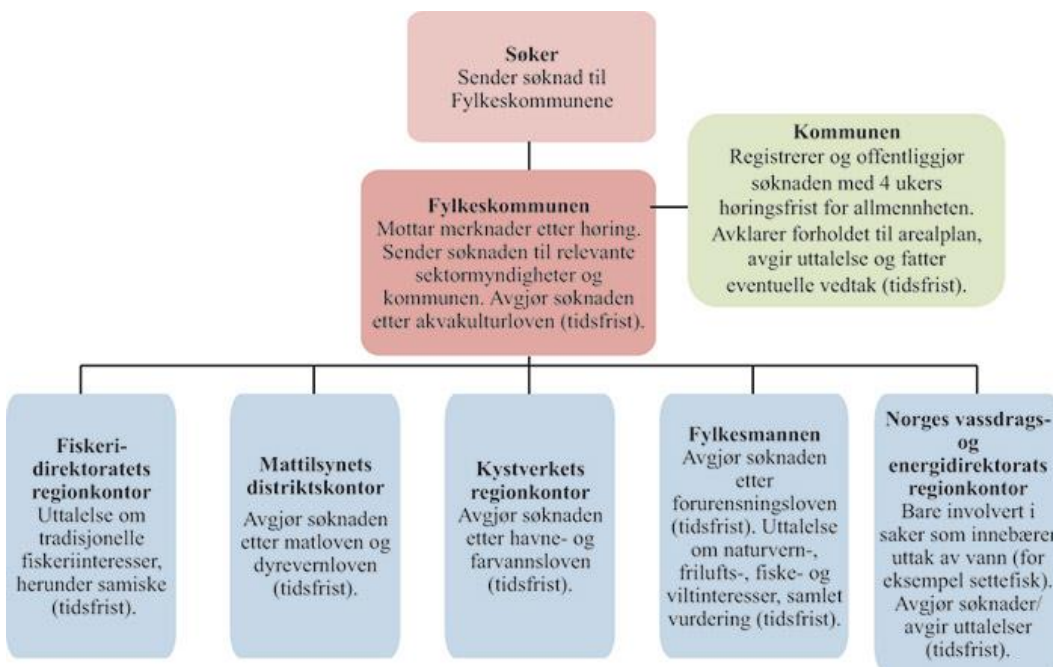 Søker
Sender søknad til
Fylkeskommunene
Kommunen
Registrerer og offentliggjør
søknaden med 4 ukers
høringsfrist for allmennheten.
Avklarer forholdet til arealplan,
avgir uttalelse og fatter
eventuelle vedtak (tidsfrist).
Fylkeskommunen
Mottar merknader etter høring.
Sender søknaden til relevante
sektormyndigheter og
kommunen. Avgjør søknaden
etter akvakulturloven (tidsfrist).
Fiskeri-
direktoratets
regionkontor
Uttalelse om
tradisjonelle
fiskeriinteresser,
herunder samiske
(tidsfrist).
Mattilsynets
distriktskontor
Avgjør søknaden
etter matloven og
dyrevernloven
(tidsfrist).
Kystverkets
regionkontor
Avgjør søknaden
etter havne- og
farvannsloven
(tidsfrist).
Fylkesmannen
Avgjør søknaden
etter
forurensningsloven
(tidsfrist). Uttalelse
om naturvern-,
frilufts-, fiske- og
viltinteresser, samlet
vurdering (tidsfrist).
Norges vassdrags-
og
energidirektorats
regionkontor
Bare involvert i
saker som innebærer
uttak av vann (for
eksempel settefisk).
Avgjør søknader/
avgir uttalelser
(tidsfrist).